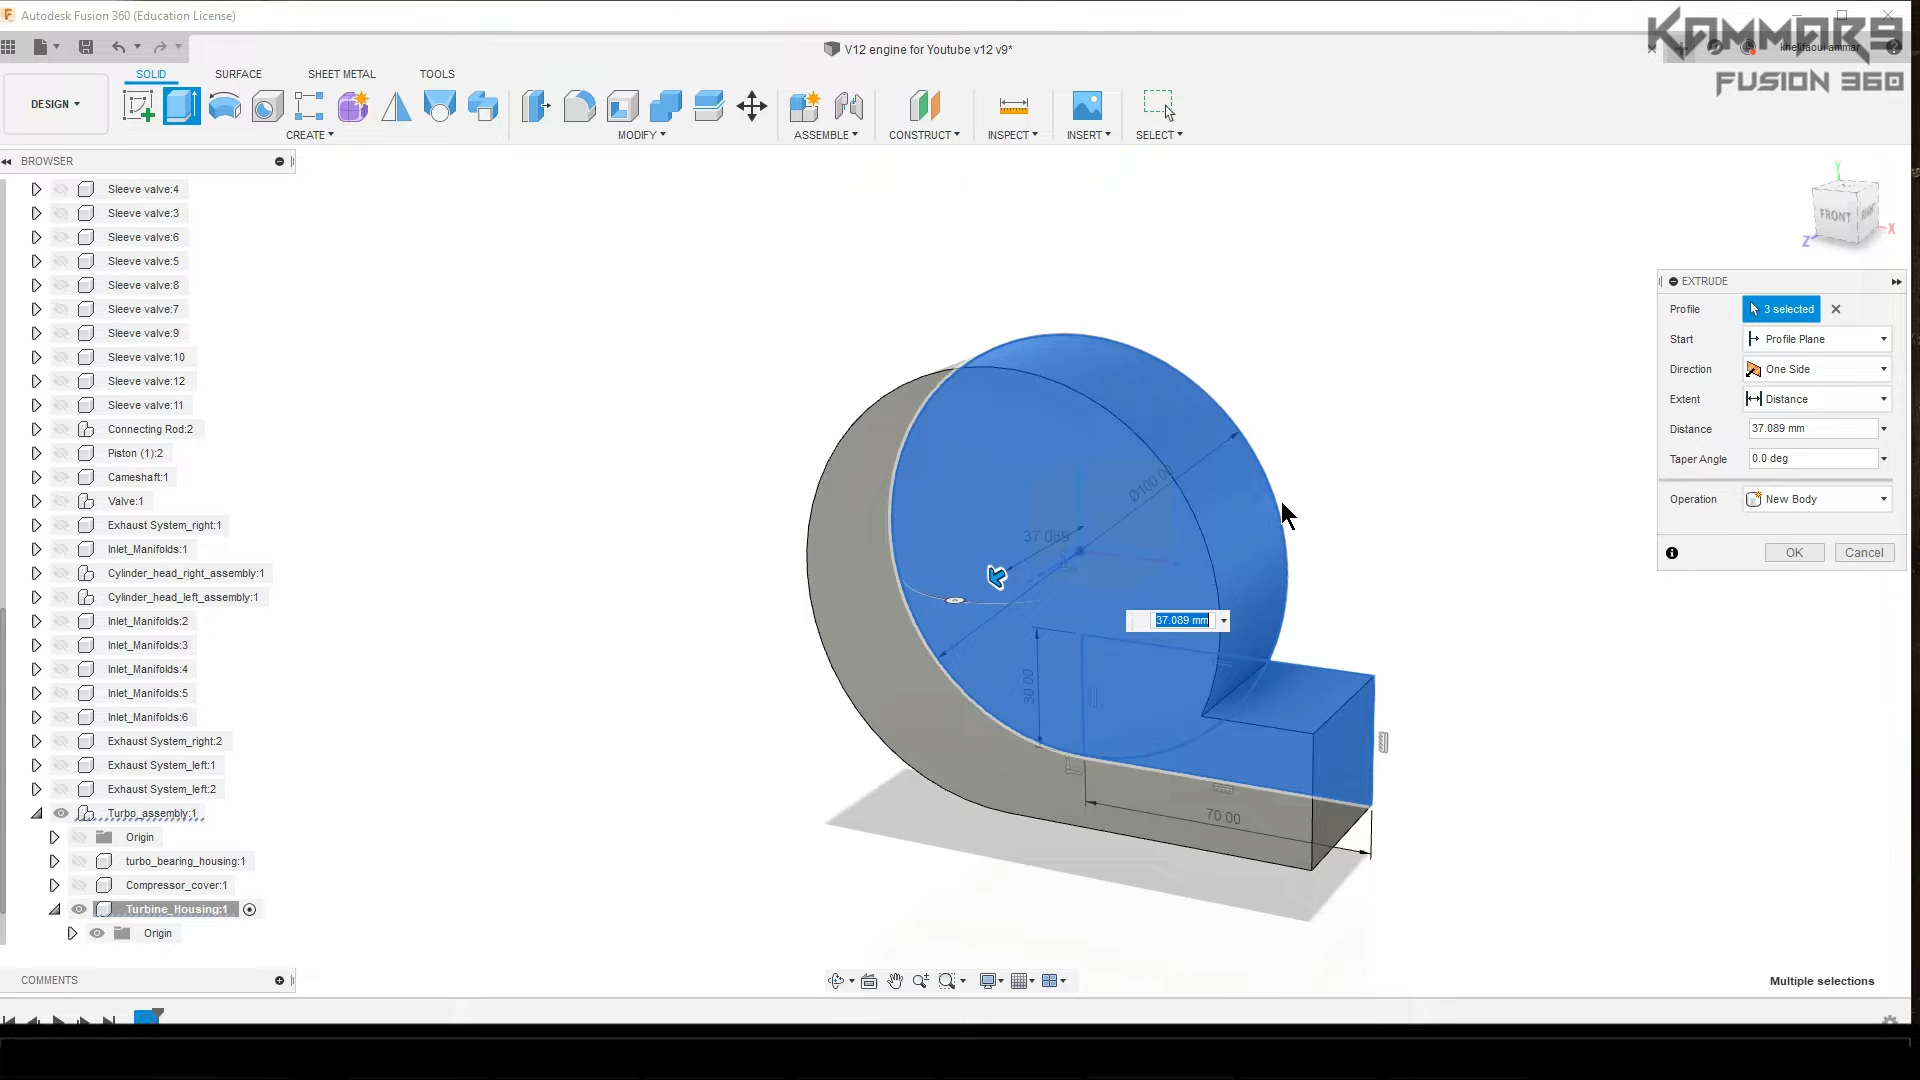 Autodesk Fusion 360 (Education License)
KAMMARS
FUSION 360
V12 engine for Youtube v12 v9*
khelifaoui ammar
SOLID
SURFACE
SHEET METAL
TOOLS
DESIGN
CREATE
MODIFY
ASSEMBLE
CONSTRUCT
INSPECT
INSERT
SELECT
BROWSER
Sleeve valve:4
Sleeve valve:3
Sleeve valve:6
Sleeve valve:5
Sleeve valve:8
Sleeve valve:7
Sleeve valve:9
Sleeve valve:10
Sleeve valve:12
Sleeve valve:11
Connecting Rod:2
Piston (1):2
Cameshaft:1
Valve:1
Exhaust System_right:1
Inlet_Manifolds:1
Cylinder_head_right_assembly:1
Cylinder_head_left_assembly:1
Inlet_Manifolds:2
Inlet_Manifolds:3
Inlet_Manifolds:4
Inlet_Manifolds:5
Inlet_Manifolds:6
Exhaust System_right:2
Exhaust System_left:1
Exhaust System_left:2
Turbo_assembly:1
Origin
turbo_bearing_housing:1
Compressor_cover:1
Turbine_Housing:1
Origin
COMMENTS
Ø100.00
37.089
37.089 mm
30.00
70.00
Y
FRONT
RIGHT
Z
X
EXTRUDE
Profile 3 selected
Start Profile Plane
Direction One Side
Extent Distance
Distance 37.089 mm
Taper Angle 0.0 deg
Operation New Body
OK Cancel
Multiple selections